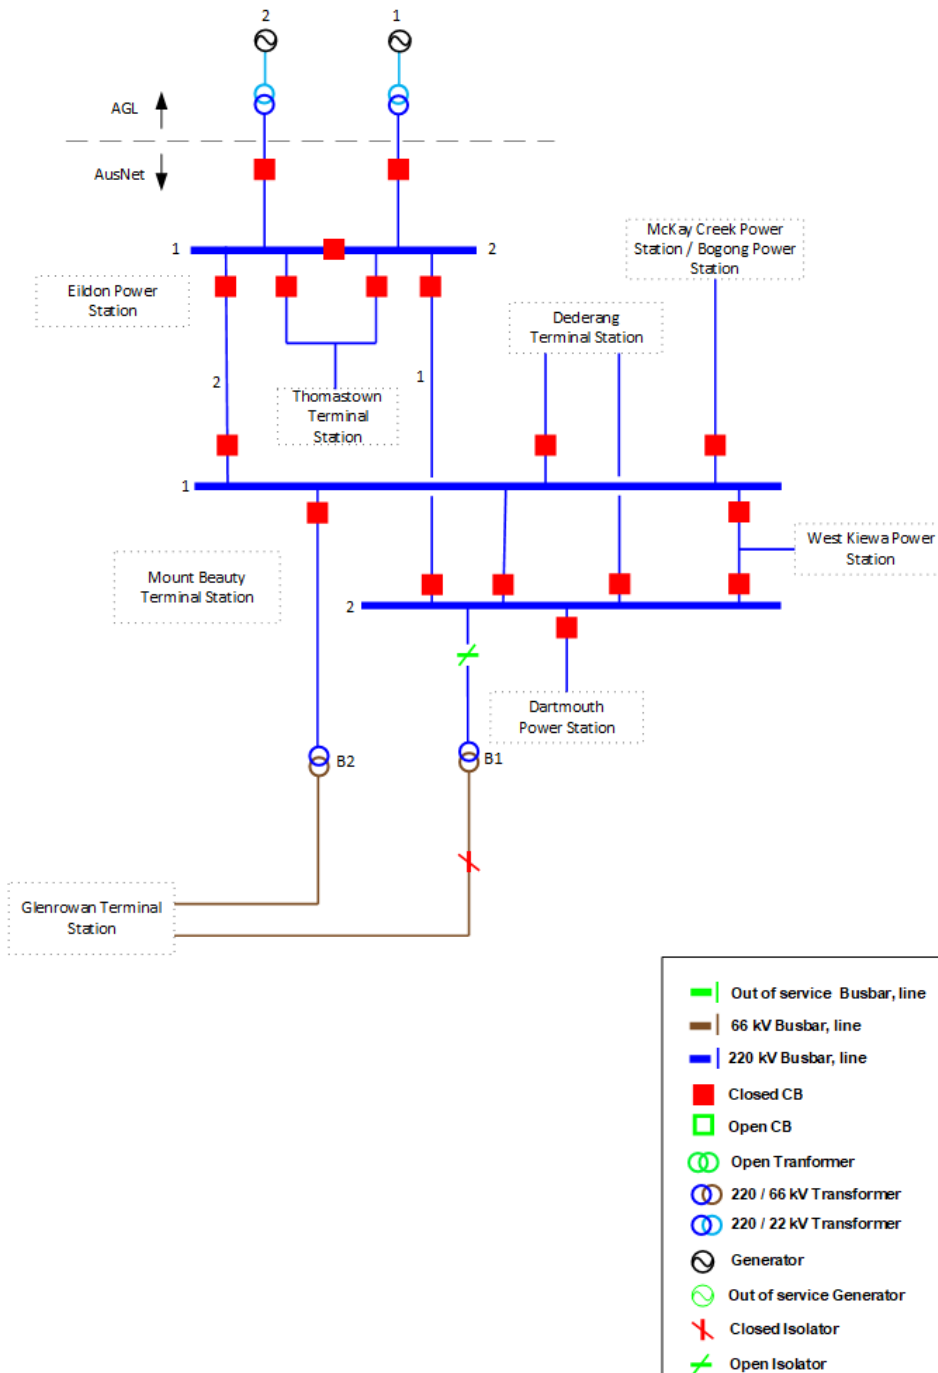 2
1
AGL
AusNet
1
2
McKay Creek Power
Station / Bogong Power
Station
Eildon Power
Station
Dederang
Terminal Station
2
1
Thomastown
Terminal
Station
1
West Kiewa Power
Station
Mount Beauty
Terminal Station
2
Dartmouth
Power Station
B2
B1
Glenrowan Terminal
Station
Out of service Busbar, line
66 kV Busbar, line
220 kV Busbar, line
Closed CB
Open CB
Open Tranformer
220 / 66 kV Transformer
220 / 22 kV Transformer
Generator
Out of service Generator
Closed Isolator
Open Isolator